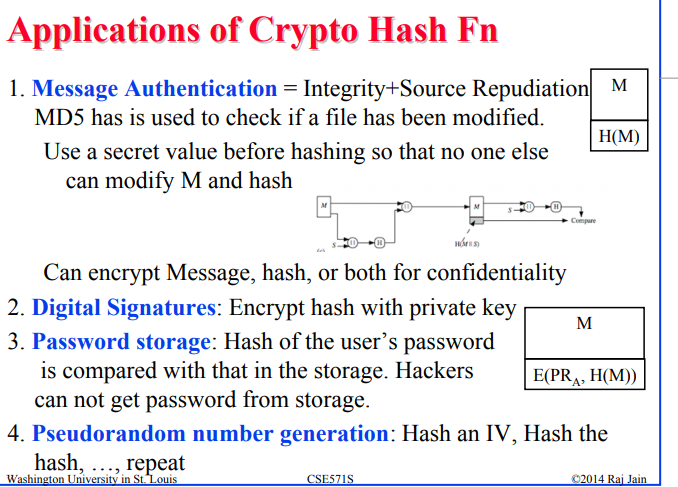 Applications of Crypto Hash Fn
1. Message Authentication = Integrity+Source Repudiation
MD5 has is used to check if a file has been modified.
Use a secret value before hashing so that no one else
can modify M and hash
M
H(M)
M
||
M
S
||
H
Compare
S
||
H
H(M || S)
Can encrypt Message, hash, or both for confidentiality
2. Digital Signatures: Encrypt hash with private key
3. Password storage: Hash of the user’s password
is compared with that in the storage. Hackers
can not get password from storage.
M
E(PRA, H(M))
4. Pseudorandom number generation: Hash an IV, Hash the
hash, …, repeat
Washington University in St. Louis
CSE571S
©2014 Raj Jain